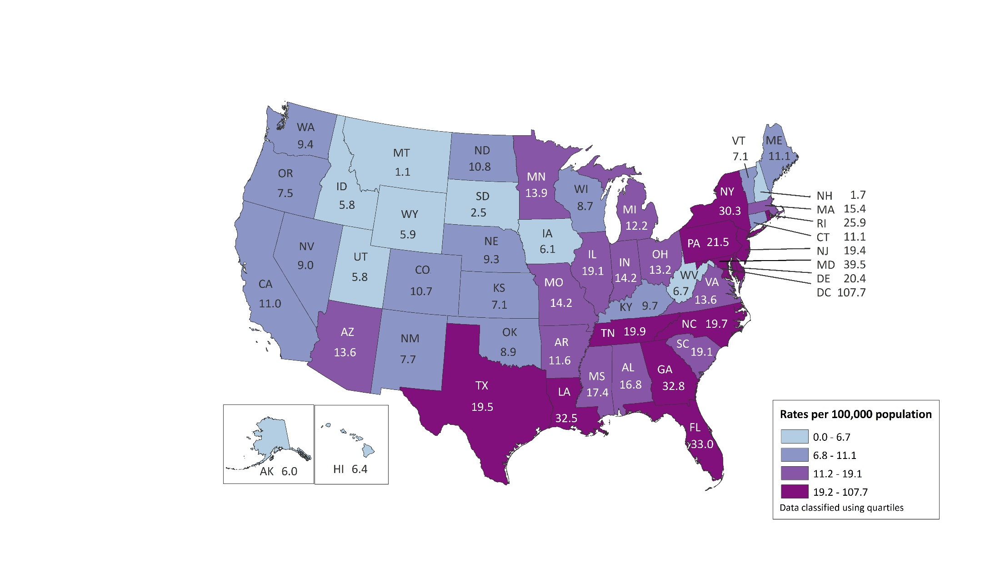 WA
9.4
MT
1.1
ND
10.8
MN
13.9
VT
7.1
ME
11.1
OR
7.5
ID
5.8
WY
5.9
SD
2.5
WI
8.7
MI
12.2
NY
30.3
NH 1.7
MA 15.4
RI 25.9
CT 11.1
NJ 19.4
MD 39.5
DE 20.4
DC 107.7
NV
9.0
UT
5.8
CO
10.7
NE
9.3
IA
6.1
IL
19.1
IN
14.2
OH
13.2
PA 21.5
WV
6.7
VA
13.6
CA
11.0
KS
7.1
MO
14.2
KY 9.7
AZ
13.6
NM
7.7
OK
8.9
AR
11.6
TN 19.9
NC 19.7
SC
19.1
TX
19.5
LA
32.5
MS
17.4
AL
16.8
GA
32.8
FL
33.0
AK 6.0
HI 6.4
Rates per 100,000 population
0.0 - 6.7
6.8 - 11.1
11.2 - 19.1
19.2 - 107.7
Data classified using quartiles